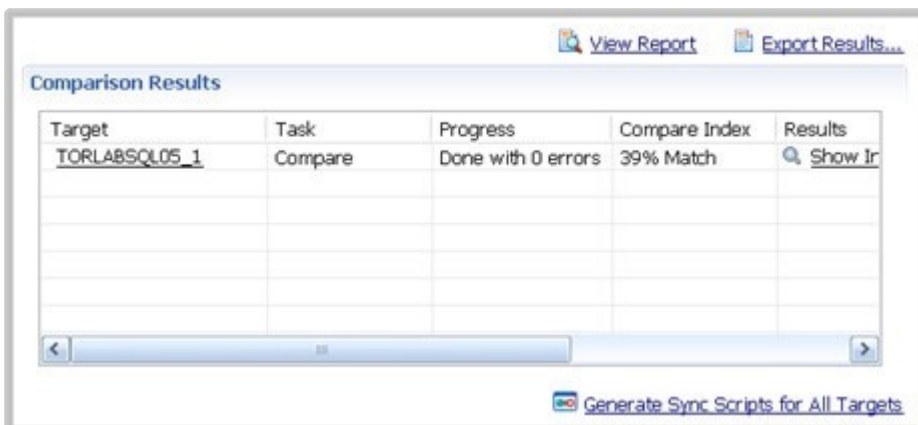 View Report Export Results...
Comparison Results
Target Task Progress Compare Index Results
TORLABSQL05_1 Compare Done with 0 errors 39% Match Show In
Generate Sync Scripts for All Targets